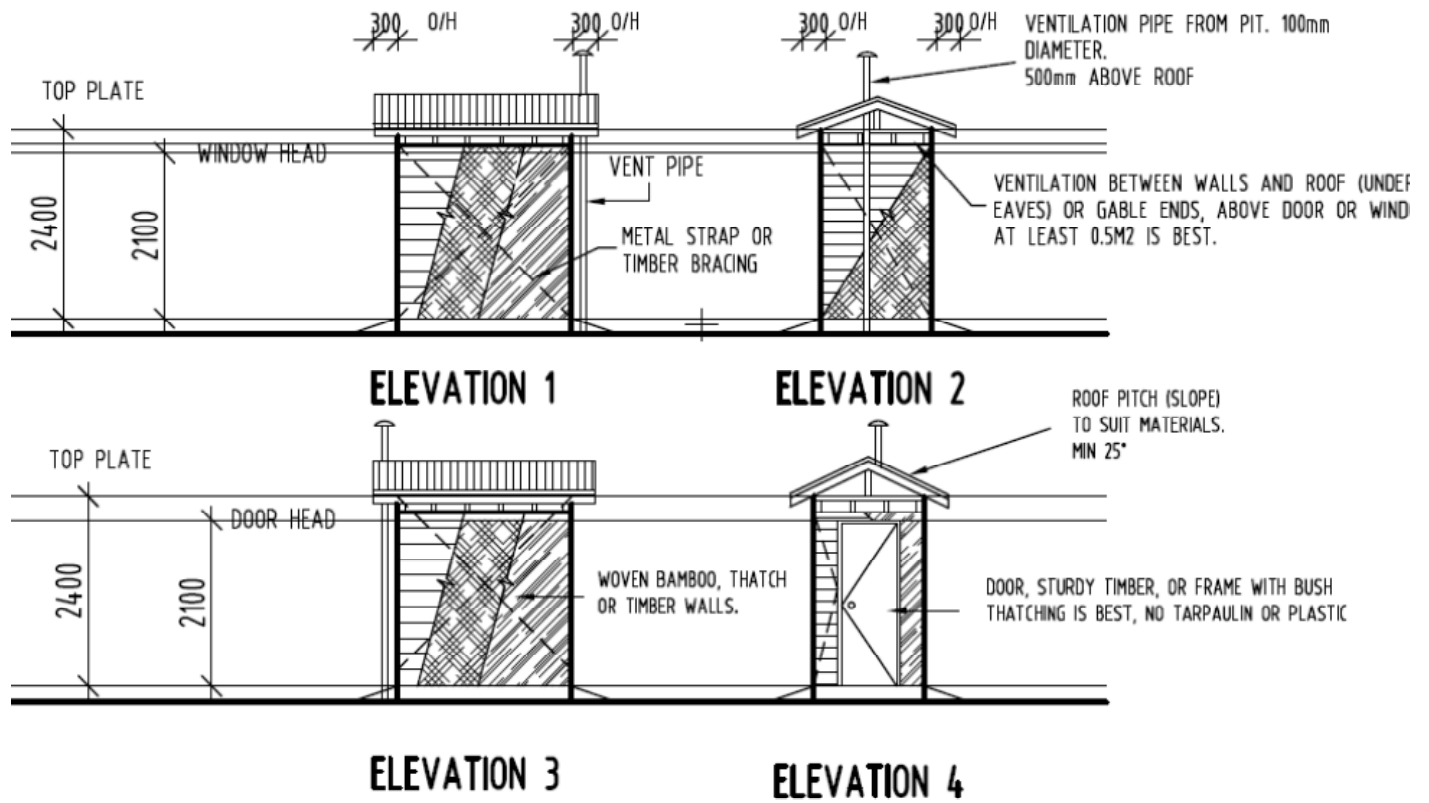 300 O/H
300 O/H
300 O/H
300 O/H
VENTILATION PIPE FROM PIT. 100mm
DIAMETER.
500mm ABOVE ROOF
TOP PLATE
WINDOW HEAD
2400
2100
VENT PIPE
METAL STRAP OR
TIMBER BRACING
VENTILATION BETWEEN WALLS AND ROOF (UNDER
EAVES) OR GABLE ENDS, ABOVE DOOR OR WIND
AT LEAST 0.5M2 IS BEST.
ELEVATION 1
ELEVATION 2
ROOF PITCH (SLOPE)
TO SUIT MATERIALS.
MIN 25°
TOP PLATE
DOOR HEAD
2400
2100
WOVEN BAMBOO, THATCH
OR TIMBER WALLS.
DOOR, STURDY TIMBER, OR FRAME WITH BUSH
THATCHING IS BEST, NO TARPAULIN OR PLASTIC
ELEVATION 3
ELEVATION 4